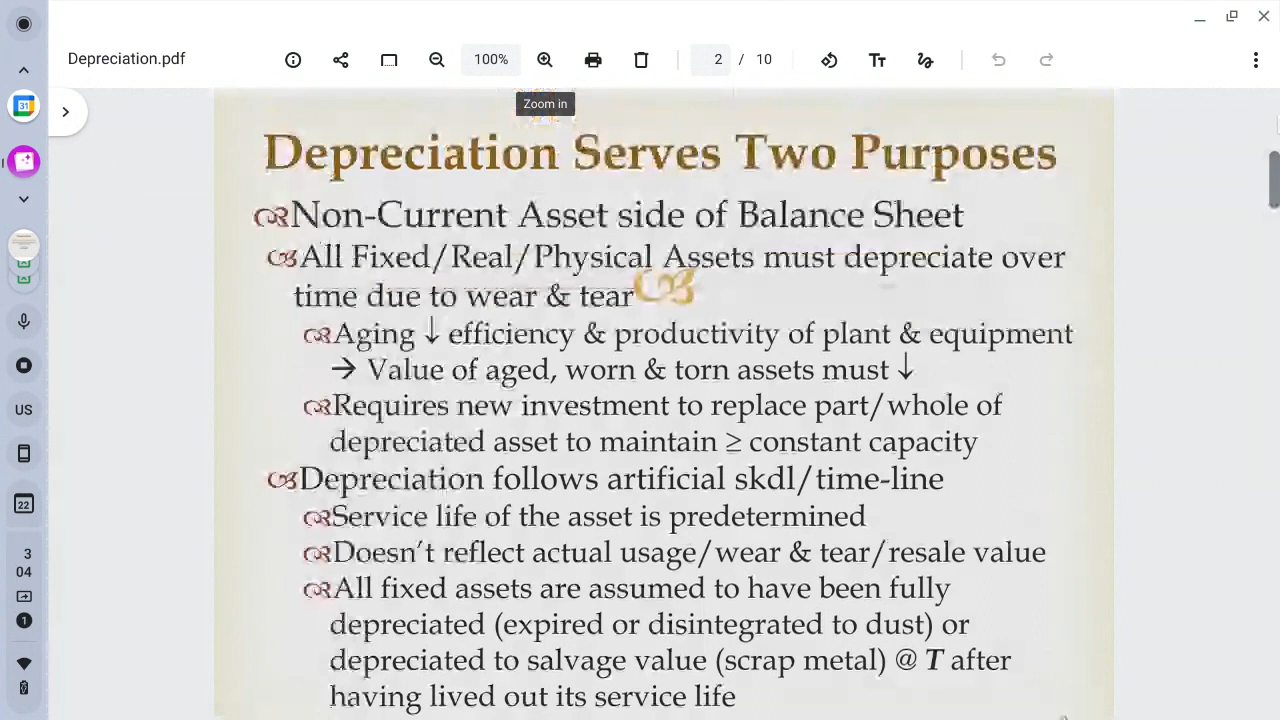 Depreciation.pdf
100%
2 / 10
Zoom in
31
Depreciation Serves Two Purposes
Non-Current Asset side of Balance Sheet
All Fixed/Real/Physical Assets must depreciate over
time due to wear & tear
Aging ↓ efficiency & productivity of plant & equipment
→ Value of aged, worn & torn assets must ↓
Requires new investment to replace part/whole of
depreciated asset to maintain ≥ constant capacity
Depreciation follows artificial skdl/time-line
Service life of the asset is predetermined
Doesn't reflect actual usage/wear & tear/resale value
All fixed assets are assumed to have been fully
depreciated (expired or disintegrated to dust) or
depreciated to salvage value (scrap metal) @ T after
having lived out its service life
US
22
3
04
1